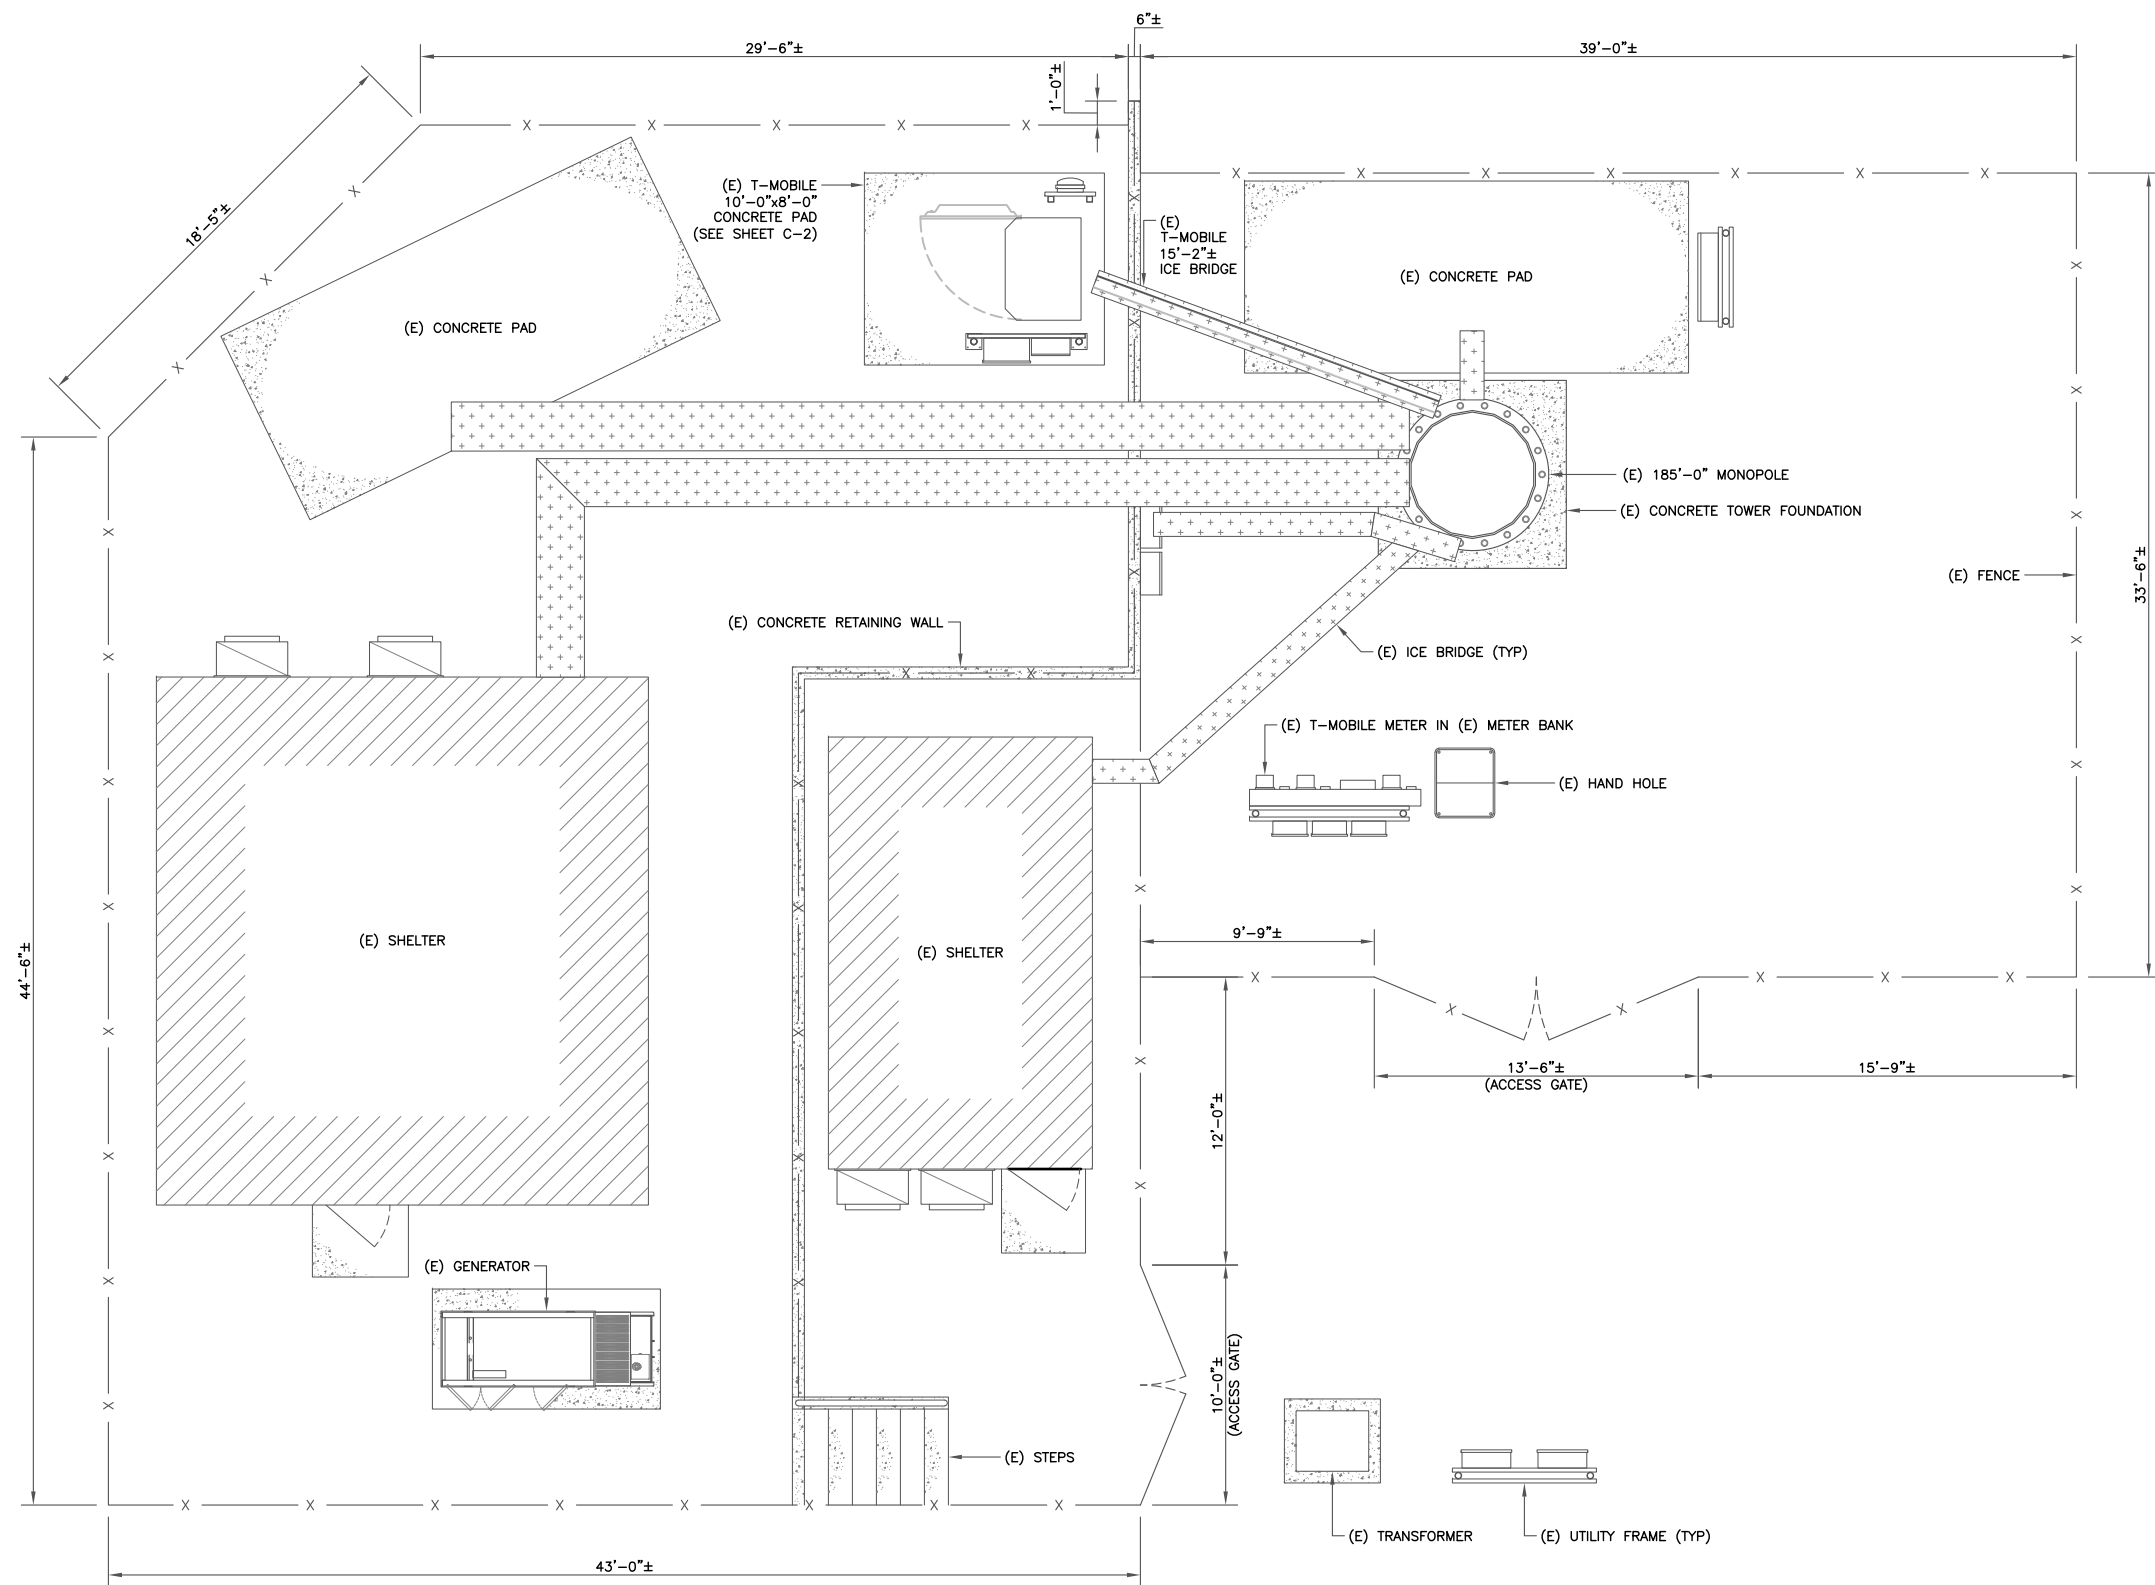 6"±
29'-6"±
39'-0"±
1'-0"±
18'-5"±
(E) T-MOBILE
10'-0"x8'-0"
CONCRETE PAD
(SEE SHEET C-2)
(E)
T-MOBILE
15'-2"±
ICE BRIDGE
(E) CONCRETE PAD
(E) CONCRETE PAD
(E) 185'-0" MONOPOLE
(E) CONCRETE TOWER FOUNDATION
(E) FENCE
33'-6"±
(E) CONCRETE RETAINING WALL
(E) ICE BRIDGE (TYP)
(E) T-MOBILE METER IN (E) METER BANK
(E) HAND HOLE
44'-6"±
(E) SHELTER
(E) SHELTER
9'-9"±
13'-6"±
(ACCESS GATE)
15'-9"±
12'-0"±
(E) GENERATOR
10'-0"±
(ACCESS GATE)
(E) STEPS
(E) TRANSFORMER
(E) UTILITY FRAME (TYP)
43'-0"±